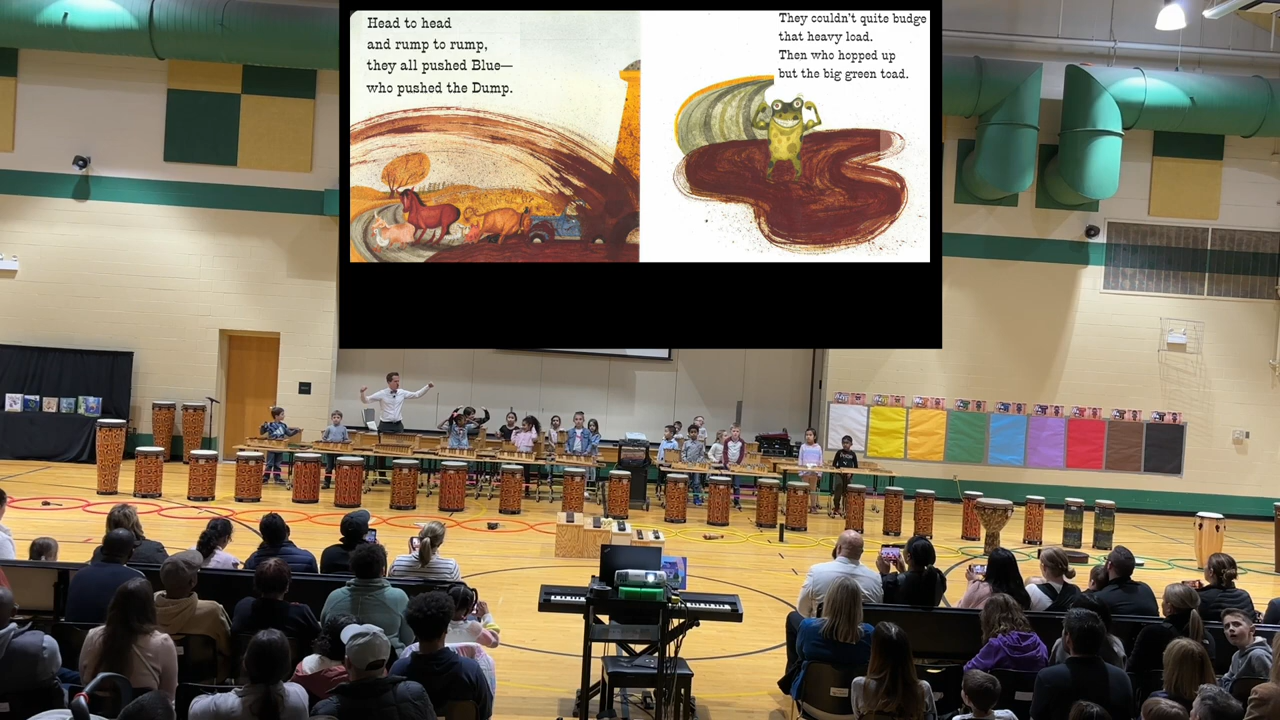 Head to head
and rump to rump,
they all pushed Blue—
who pushed the Dump.
They couldn't quite budge
that heavy load.
Then who hopped up
but the big green toad.